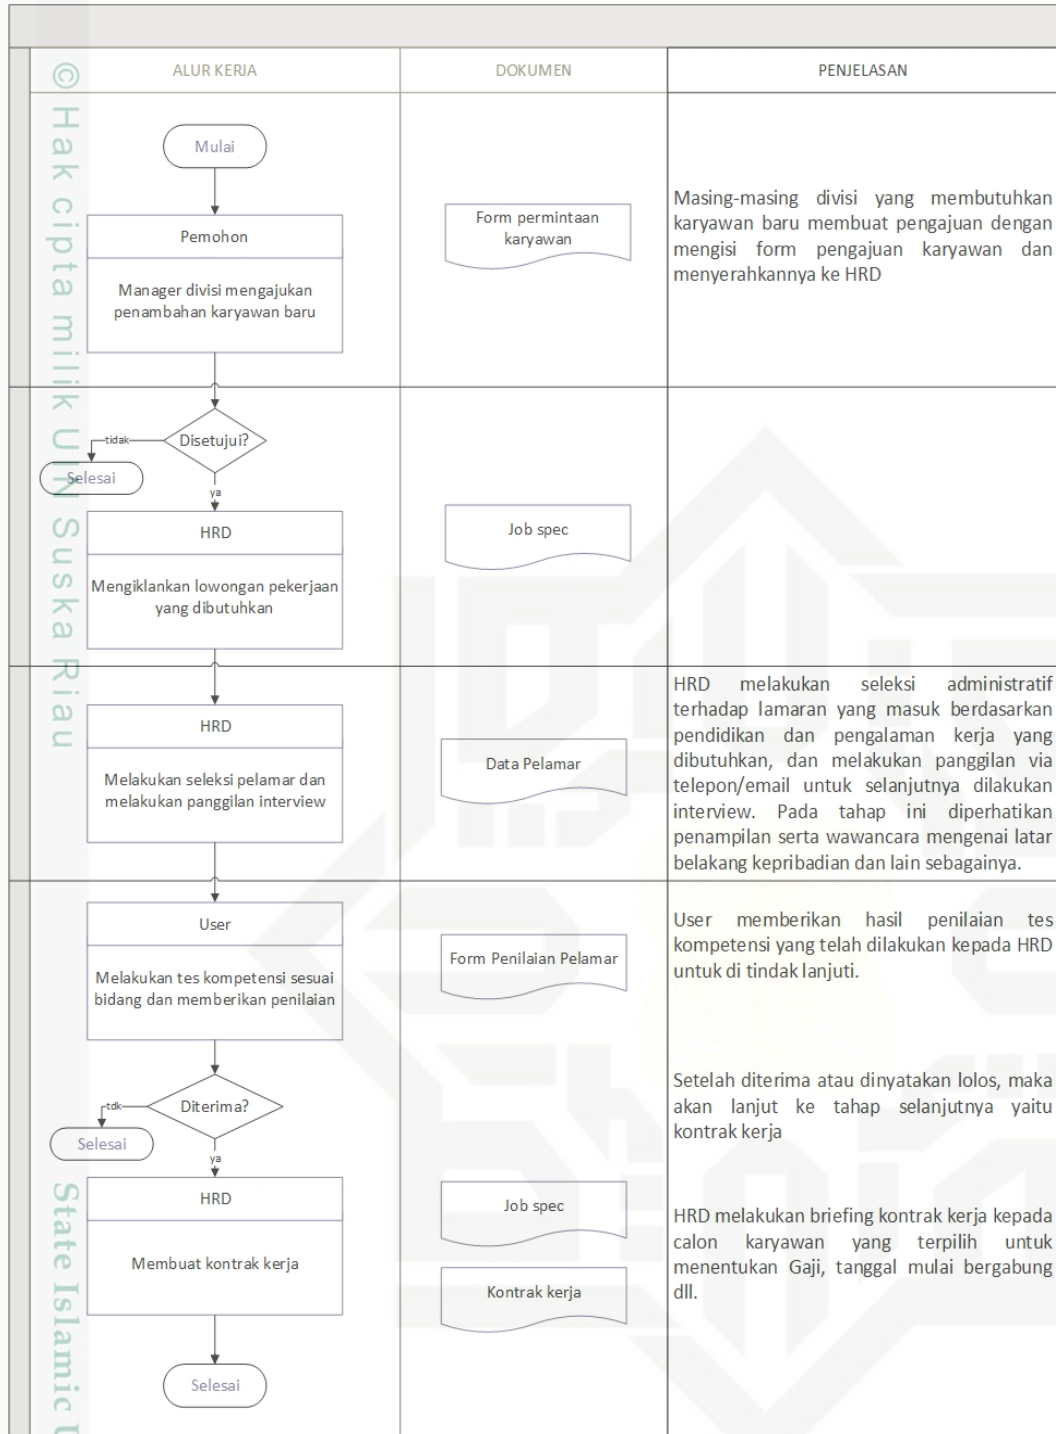 ALUR KERJA
DOKUMEN
PENJELASAN
Mulai
Pemohon
Manager divisi mengajukan
penambahan karyawan baru
Form permintaan
karyawan
Masing-masing divisi yang membutuhkan
karyawan baru membuat pengajuan dengan
mengisi form pengajuan karyawan dan
menyerahkannya ke HRD
Disetujui?
tidak
Selesai
ya
HRD
Mengiklankan lowongan pekerjaan
yang dibutuhkan
Job spec
HRD
Melakukan seleksi pelamar dan
melakukan panggilan interview
Data Pelamar
HRD melakukan seleksi administratif
terhadap lamaran yang masuk berdasarkan
pendidikan dan pengalaman kerja yang
dibutuhkan, dan melakukan panggilan via
telepon/email untuk selanjutnya dilakukan
interview. Pada tahap ini diperhatikan
penampilan serta wawancara mengenai latar
belakang kepribadian dan lain sebagainya.
User
Melakukan tes kompetensi sesuai
bidang dan memberikan penilaian
Form Penilaian Pelamar
User memberikan hasil penilaian tes
kompetensi yang telah dilakukan kepada HRD
untuk di tindak lanjuti.
Diterima?
tdk
Selesai
ya
Setelah diterima atau dinyatakan lolos, maka
akan lanjut ke tahap selanjutnya yaitu
kontrak kerja
HRD
Membuat kontrak kerja
Job spec
Kontrak kerja
HRD melakukan briefing kontrak kerja kepada
calon karyawan yang terpilih untuk
menentukan Gaji, tanggal mulai bergabung
dll.
Selesai
© Hak cipta milik UIN Suska Riau
State Islamic U